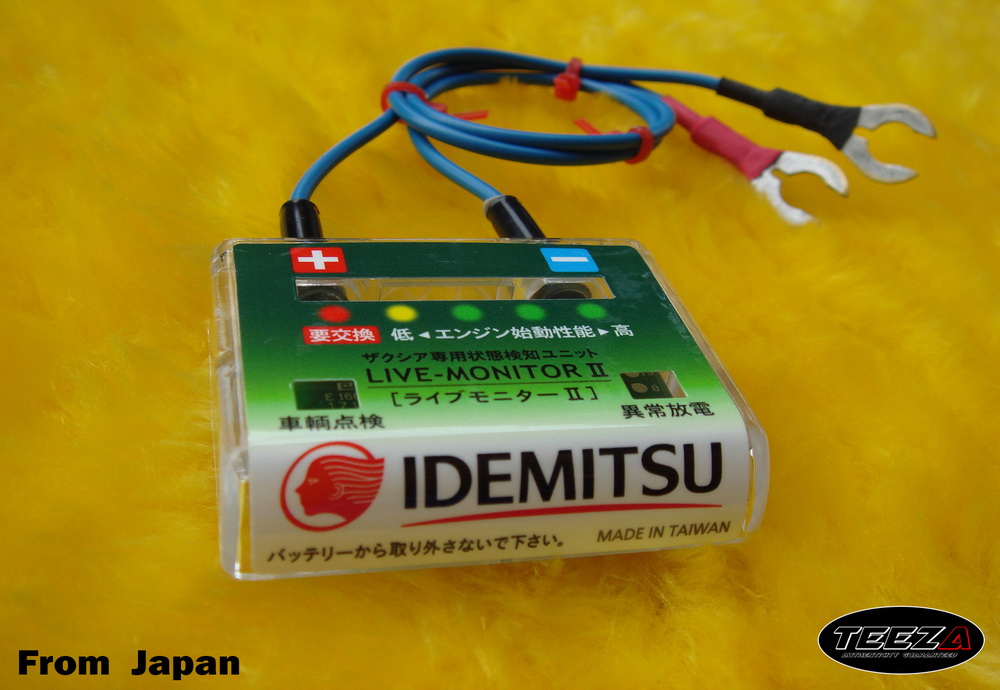 要交換 低◀エンジン始動性能▶高
ザクシア専用状態検知ユニット
LIVE-MONITOR II
[ライブモニター II]
車輌点検
異常放電
IDEMITSU
バッテリーから取り外さないで下さい。
MADE IN TAIWAN
From Japan
TEEZA
AUTHENTICITY GUARANTEED